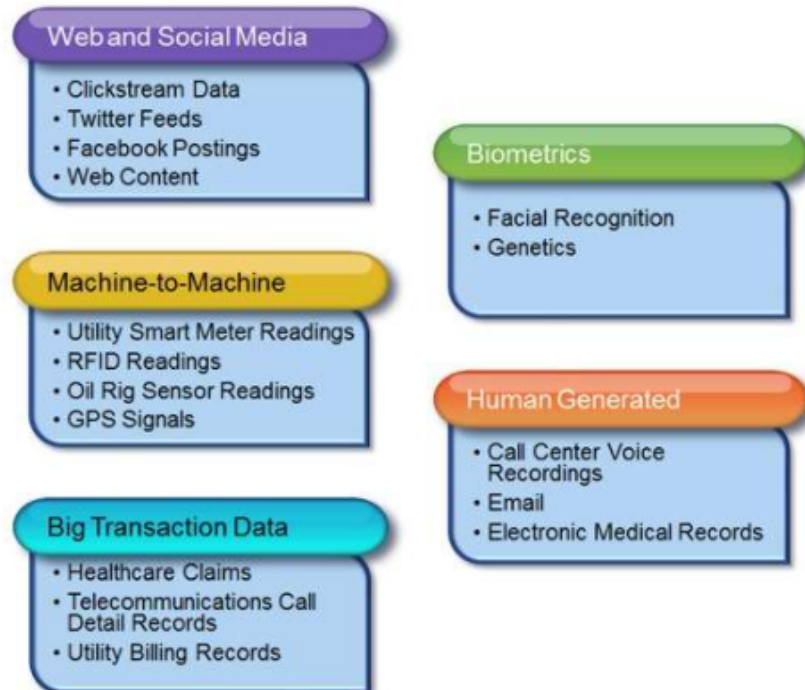 Web and Social Media
• Clickstream Data
• Twitter Feeds
• Facebook Postings
• Web Content
Machine-to-Machine
• Utility Smart Meter Readings
• RFID Readings
• Oil Rig Sensor Readings
• GPS Signals
Big Transaction Data
• Healthcare Claims
• Telecommunications Call
Detail Records
• Utility Billing Records
Biometrics
• Facial Recognition
• Genetics
Human Generated
• Call Center Voice
Recordings
• Email
• Electronic Medical Records